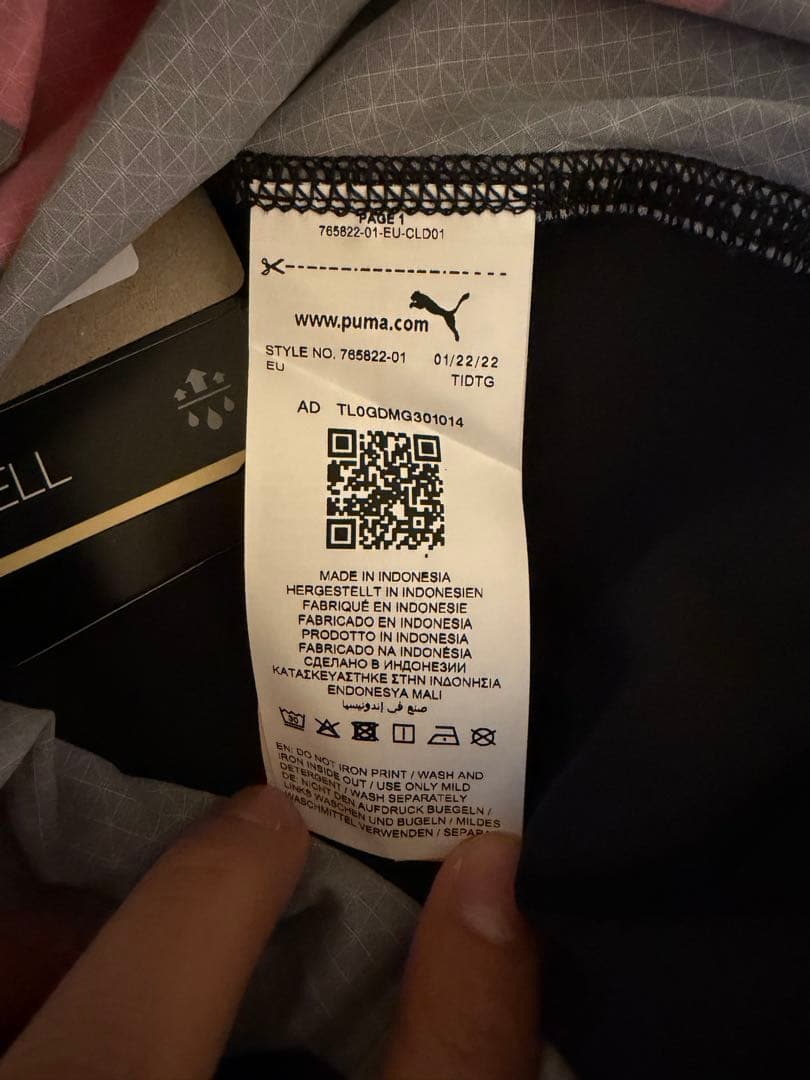 PAGE 1
765822-01-EU-CLD01
www.puma.com
STYLE NO. 765822-01 01/22/22
EU TIDTG
AD TL0GDMG301014
MADE IN INDONESIA
HERGESTELLT IN INDONESIEN
FABRIQUÉ EN INDONESIE
FABRICADO EN INDONESIA
PRODOTTO IN INDONESIA
FABRICADO NA INDONÉSIA
СДЕЛАНО В ИНДОНЕЗИИ
ΚΑΤΑΣΚΕΥΑΣΤΗΚΕ ΣΤΗΝ ΙΝΔΟΝΗΣΙΑ
ENDONESYA MALI
صنع في إندونيسيا
30
EN: DO NOT IRON PRINT / WASH AND
IRON INSIDE OUT / USE ONLY MILD
DETERGENT / WASH SEPARATELY
DE: NICHT DEN AUFDRUCK BUEGELN /
LINKS WASCHEN UND BUGELN / MILDES
WASCHMITTEL VERWENDEN / SEPARA
ELL